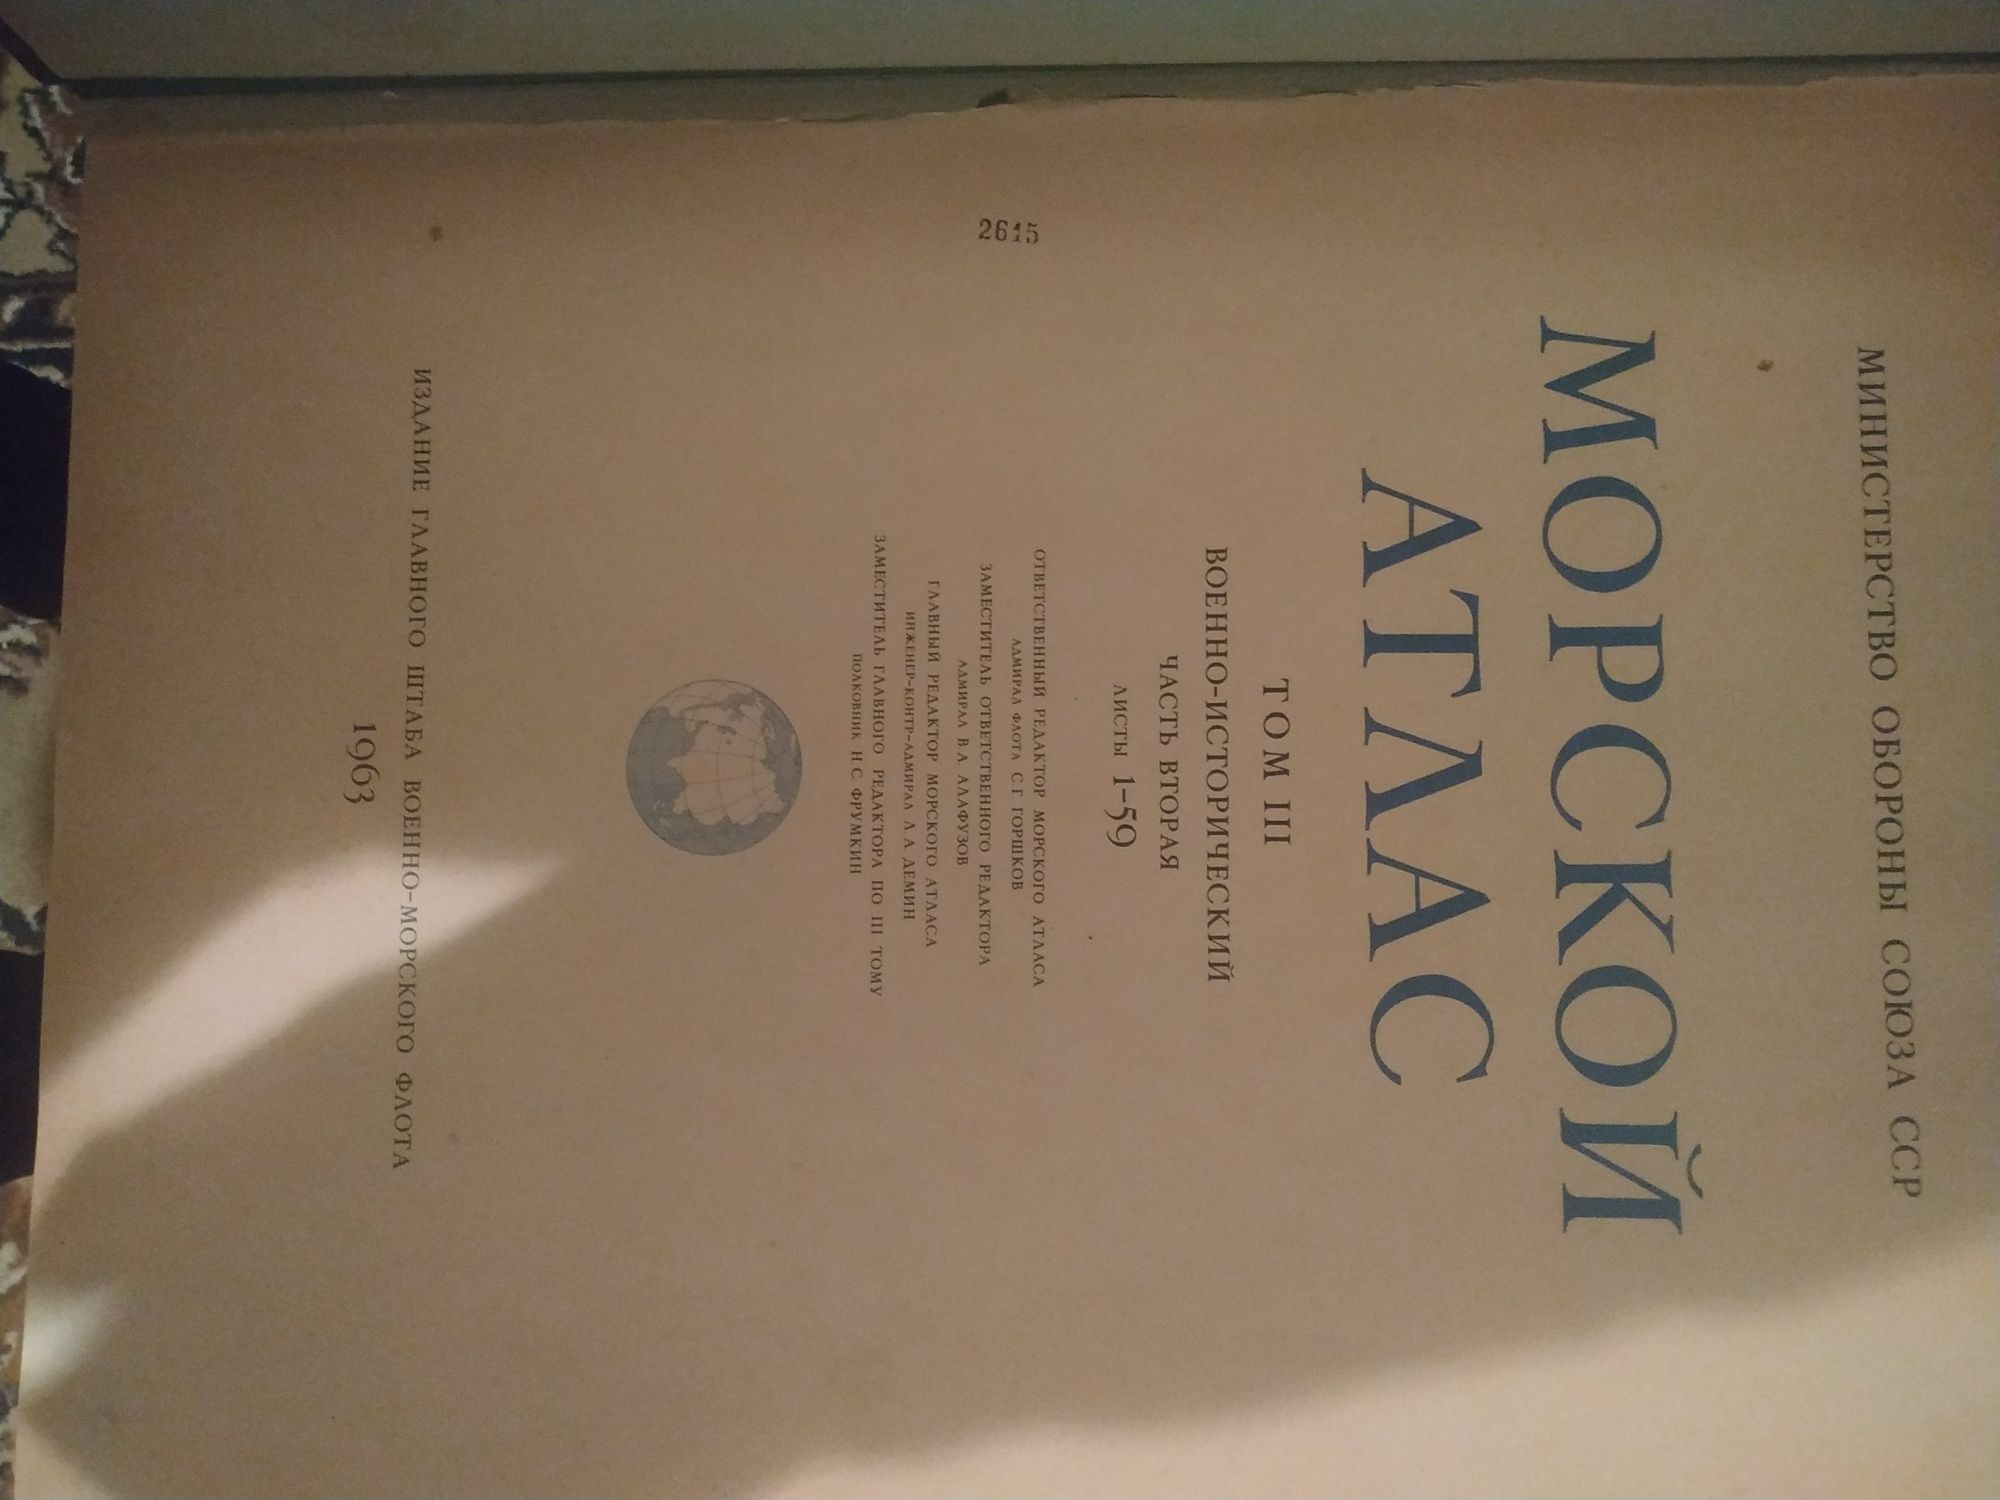 МИНИСТЕРСТВО ОБОРОНЫ СОЮЗА ССР
МОРСКОЙ
АТЛАС
ТОМ III
ВОЕННО-ИСТОРИЧЕСКИЙ
ЧАСТЬ ВТОРАЯ
ЛИСТЫ 1-59
ОТВЕТСТВЕННЫЙ РЕДАКТОР МОРСКОГО АТЛАСА
АДМИРАЛ ФЛОТА С.Г. ГОРШКОВ
ЗАМЕСТИТЕЛЬ ОТВЕТСТВЕННОГО РЕДАКТОРА
АДМИРАЛ В.А. АЛАФУЗОВ
ГЛАВНЫЙ РЕДАКТОР МОРСКОГО АТЛАСА
ИНЖЕНЕР-КОНТР-АДМИРАЛ Л.А. ДЕМИН
ЗАМЕСТИТЕЛЬ ГЛАВНОГО РЕДАКТОРА ПО III ТОМУ
ПОЛКОВНИК Н.С. ФРУМКИН
2615
ИЗДАНИЕ ГЛАВНОГО ШТАБА ВОЕННО-МОРСКОГО ФЛОТА
1963